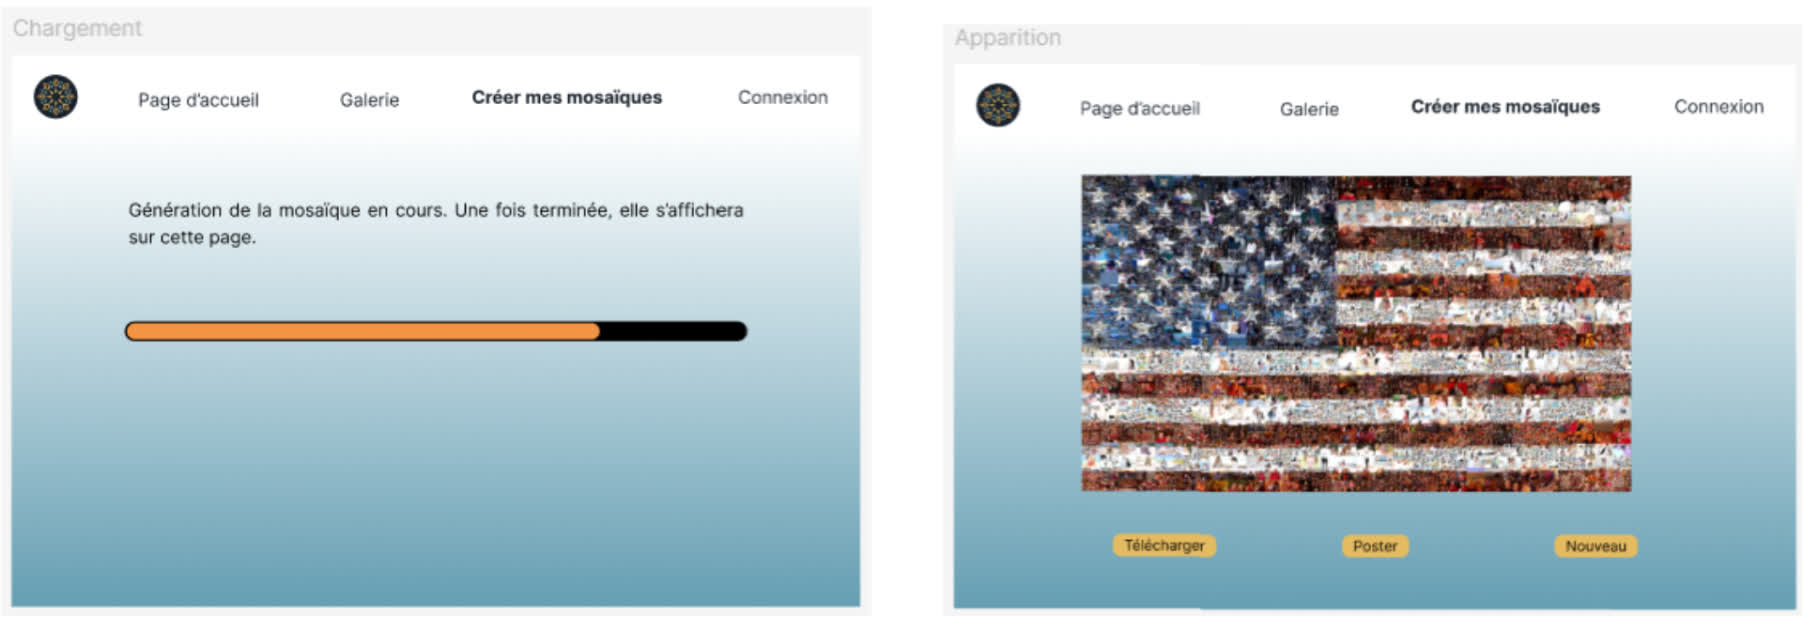 Chargement
Page d'accueil
Galerie
Créer mes mosaïques
Connexion
Génération de la mosaïque en cours. Une fois terminée, elle s'affichera
sur cette page.
Apparition
Page d'accueil
Galerie
Créer mes mosaïques
Connexion
Télécharger
Poster
Nouveau